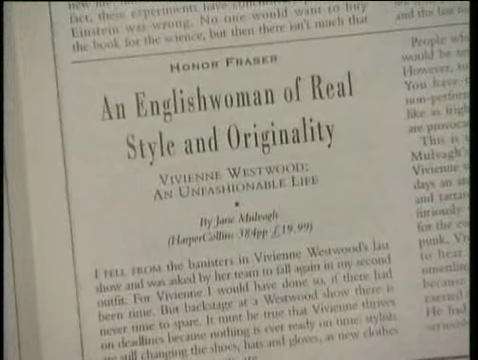 fact, these experiments have
Einstein was wrong. No one would want to buy
the book for the science, but then there isn't much that
HONOR FRASER
An Englishwoman of Real
Style and Originality
VIVIENNE WESTWOOD:
AN UNFASHIONABLE LIFE
By Jane Mulvagh
(HarperCollins 384pp £19.99)
I FELL FROM the banisters in Vivienne Westwood's last
show and was asked by her team to fall again in my second
outfit. For Vivienne I would have done so, if there had
been time. But backstage at a Westwood show there is
never time to spare. It must be true that Vivienne thrives
on deadlines because nothing is ever ready on time: stylists
are still changing the shoes, hats and gloves, as new clothes
and the last
People who
would be
However,
You have
non-perform
like as
are provoca
This is
Mulvagh's
Vivienne
days an
and tartan
furiously
for the
punk,
to hear
because
He had